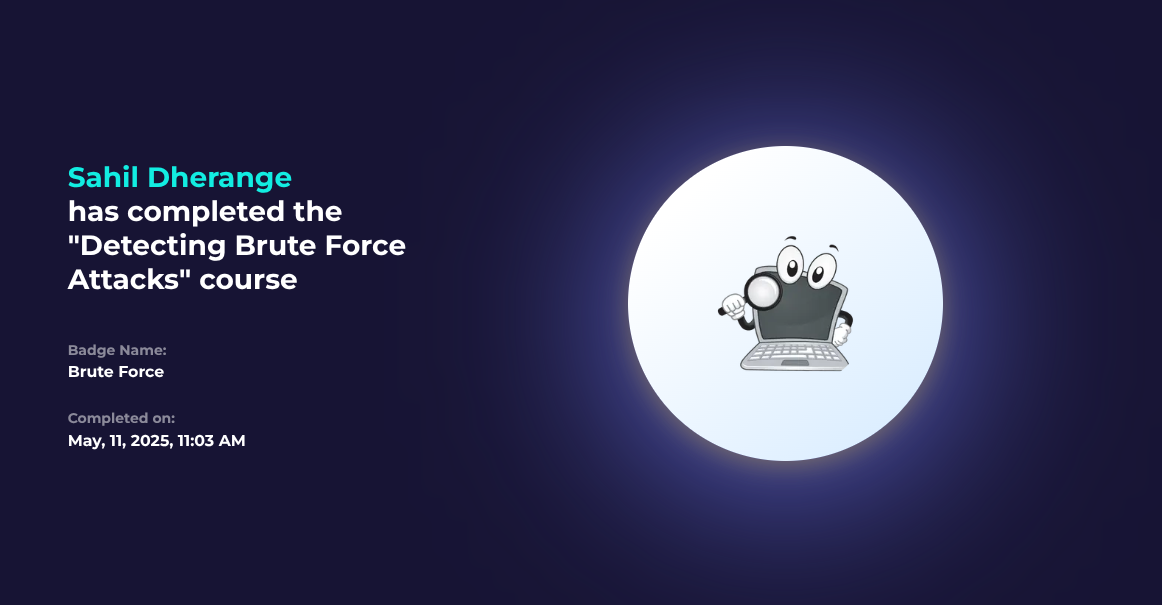 Sahil Dherange
has completed the
"Detecting Brute Force
Attacks" course
Badge Name:
Brute Force
Completed on:
May, 11, 2025, 11:03 AM